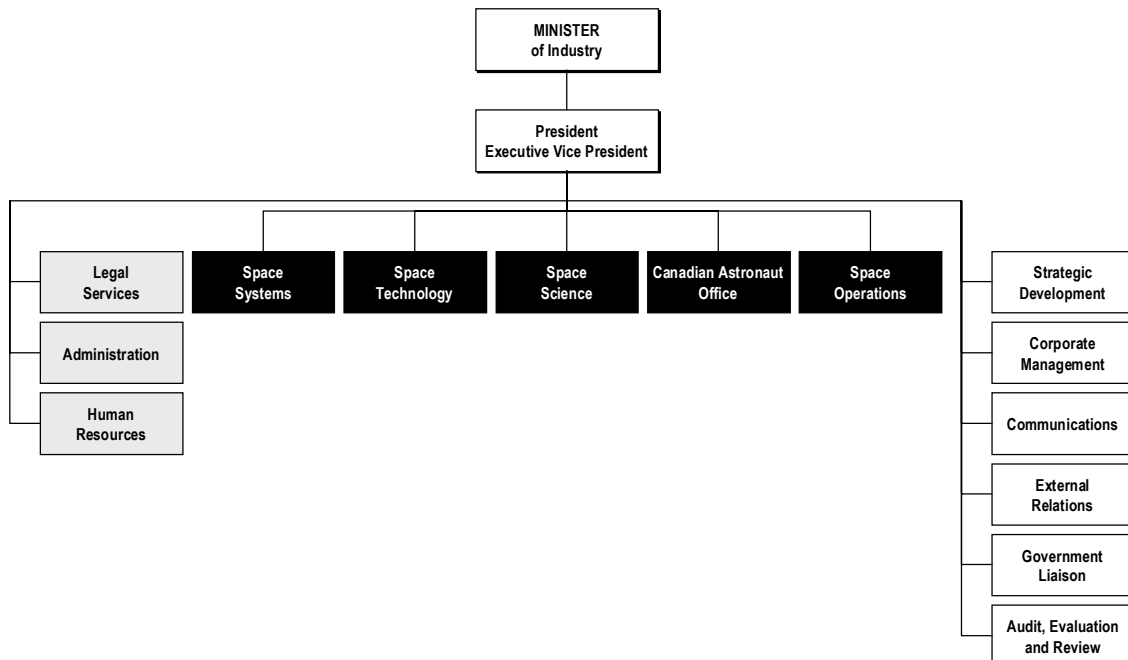 MINISTER
of Industry
President
Executive Vice President
Legal
Services
Space
Systems
Space
Technology
Space
Science
Canadian Astronaut
Office
Space
Operations
Strategic
Development
Administration
Corporate
Management
Human
Resources
Communications
External
Relations
Government
Liaison
Audit, Evaluation
and Review